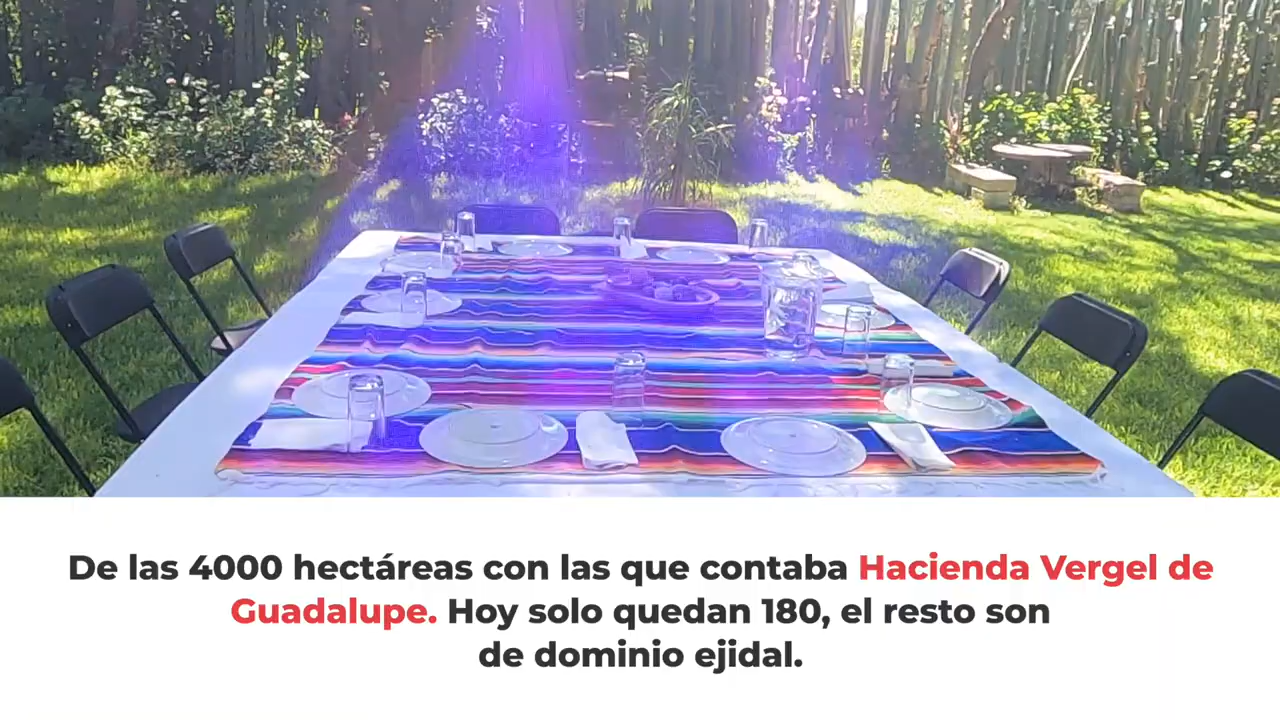 De las 4000 hectáreas con las que contaba Hacienda Vergel de
Guadalupe. Hoy solo quedan 180, el resto son
de dominio ejidal.